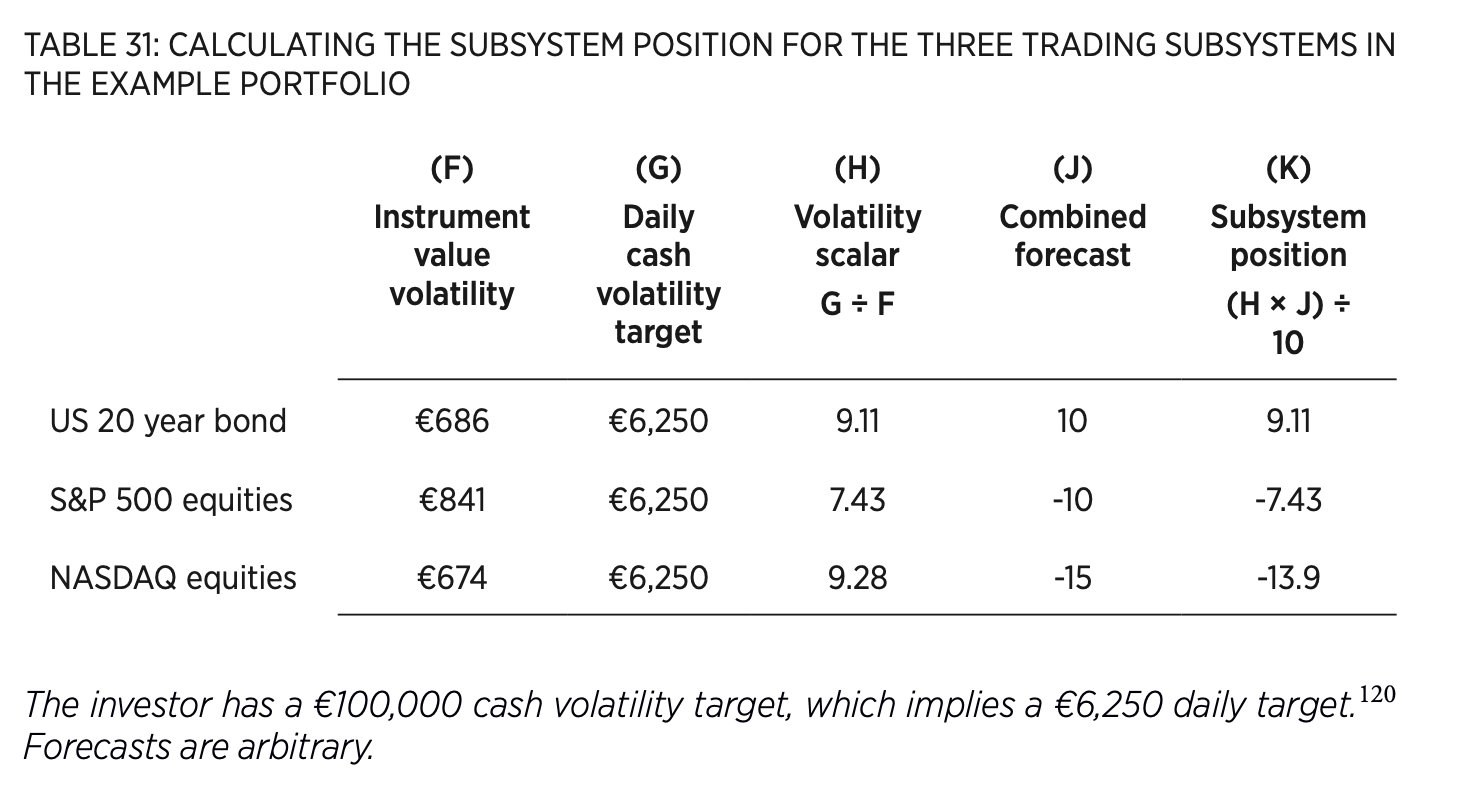 TABLE 31: CALCULATING THE SUBSYSTEM POSITION FOR THE THREE TRADING SUBSYSTEMS IN
THE EXAMPLE PORTFOLIO
(F) (G) (H) (J) (K)
Instrument Daily Volatility Combined Subsystem
value cash scalar forecast position
volatility volatility G ÷ F (H × J) ÷
target 10
US 20 year bond €686 €6,250 9.11 10 9.11
S&P 500 equities €841 €6,250 7.43 -10 -7.43
NASDAQ equities €674 €6,250 9.28 -15 -13.9
The investor has a €100,000 cash volatility target, which implies a €6,250 daily target.120
Forecasts are arbitrary.